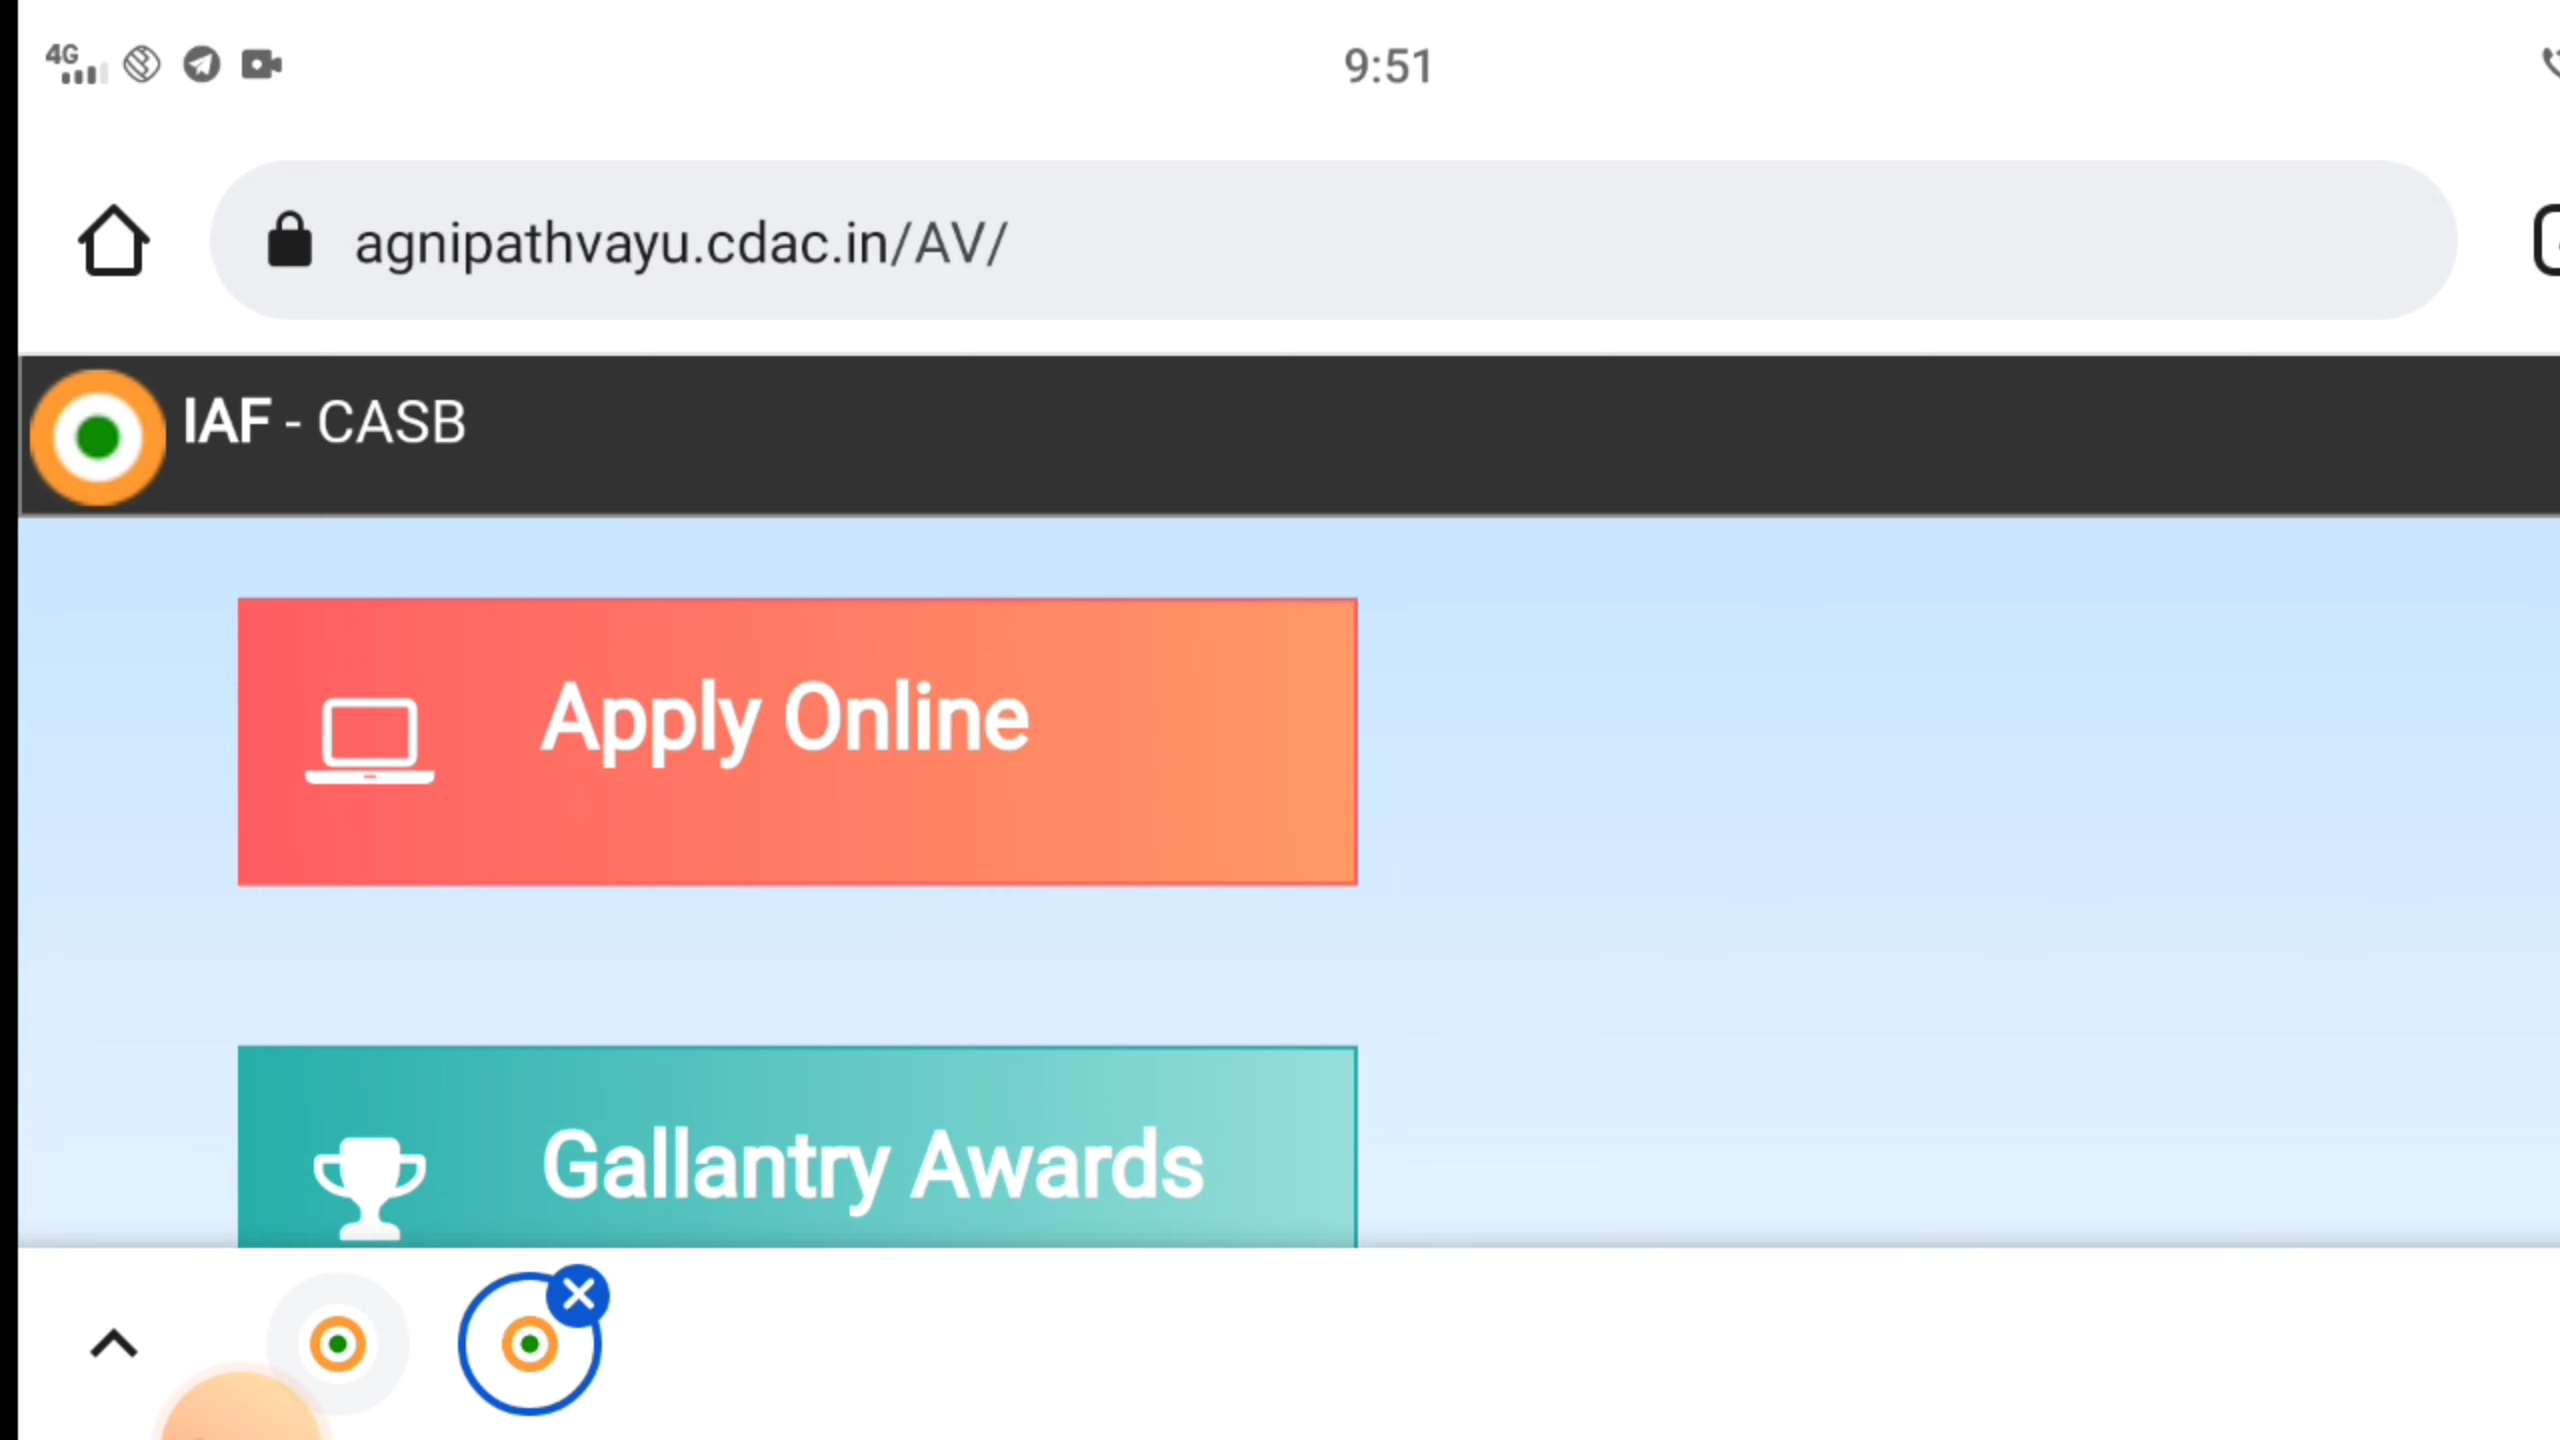 4G
9:51
agnipathvayu.cdac.in/AV/
IAF - CASB
Apply Online
Gallantry Awards